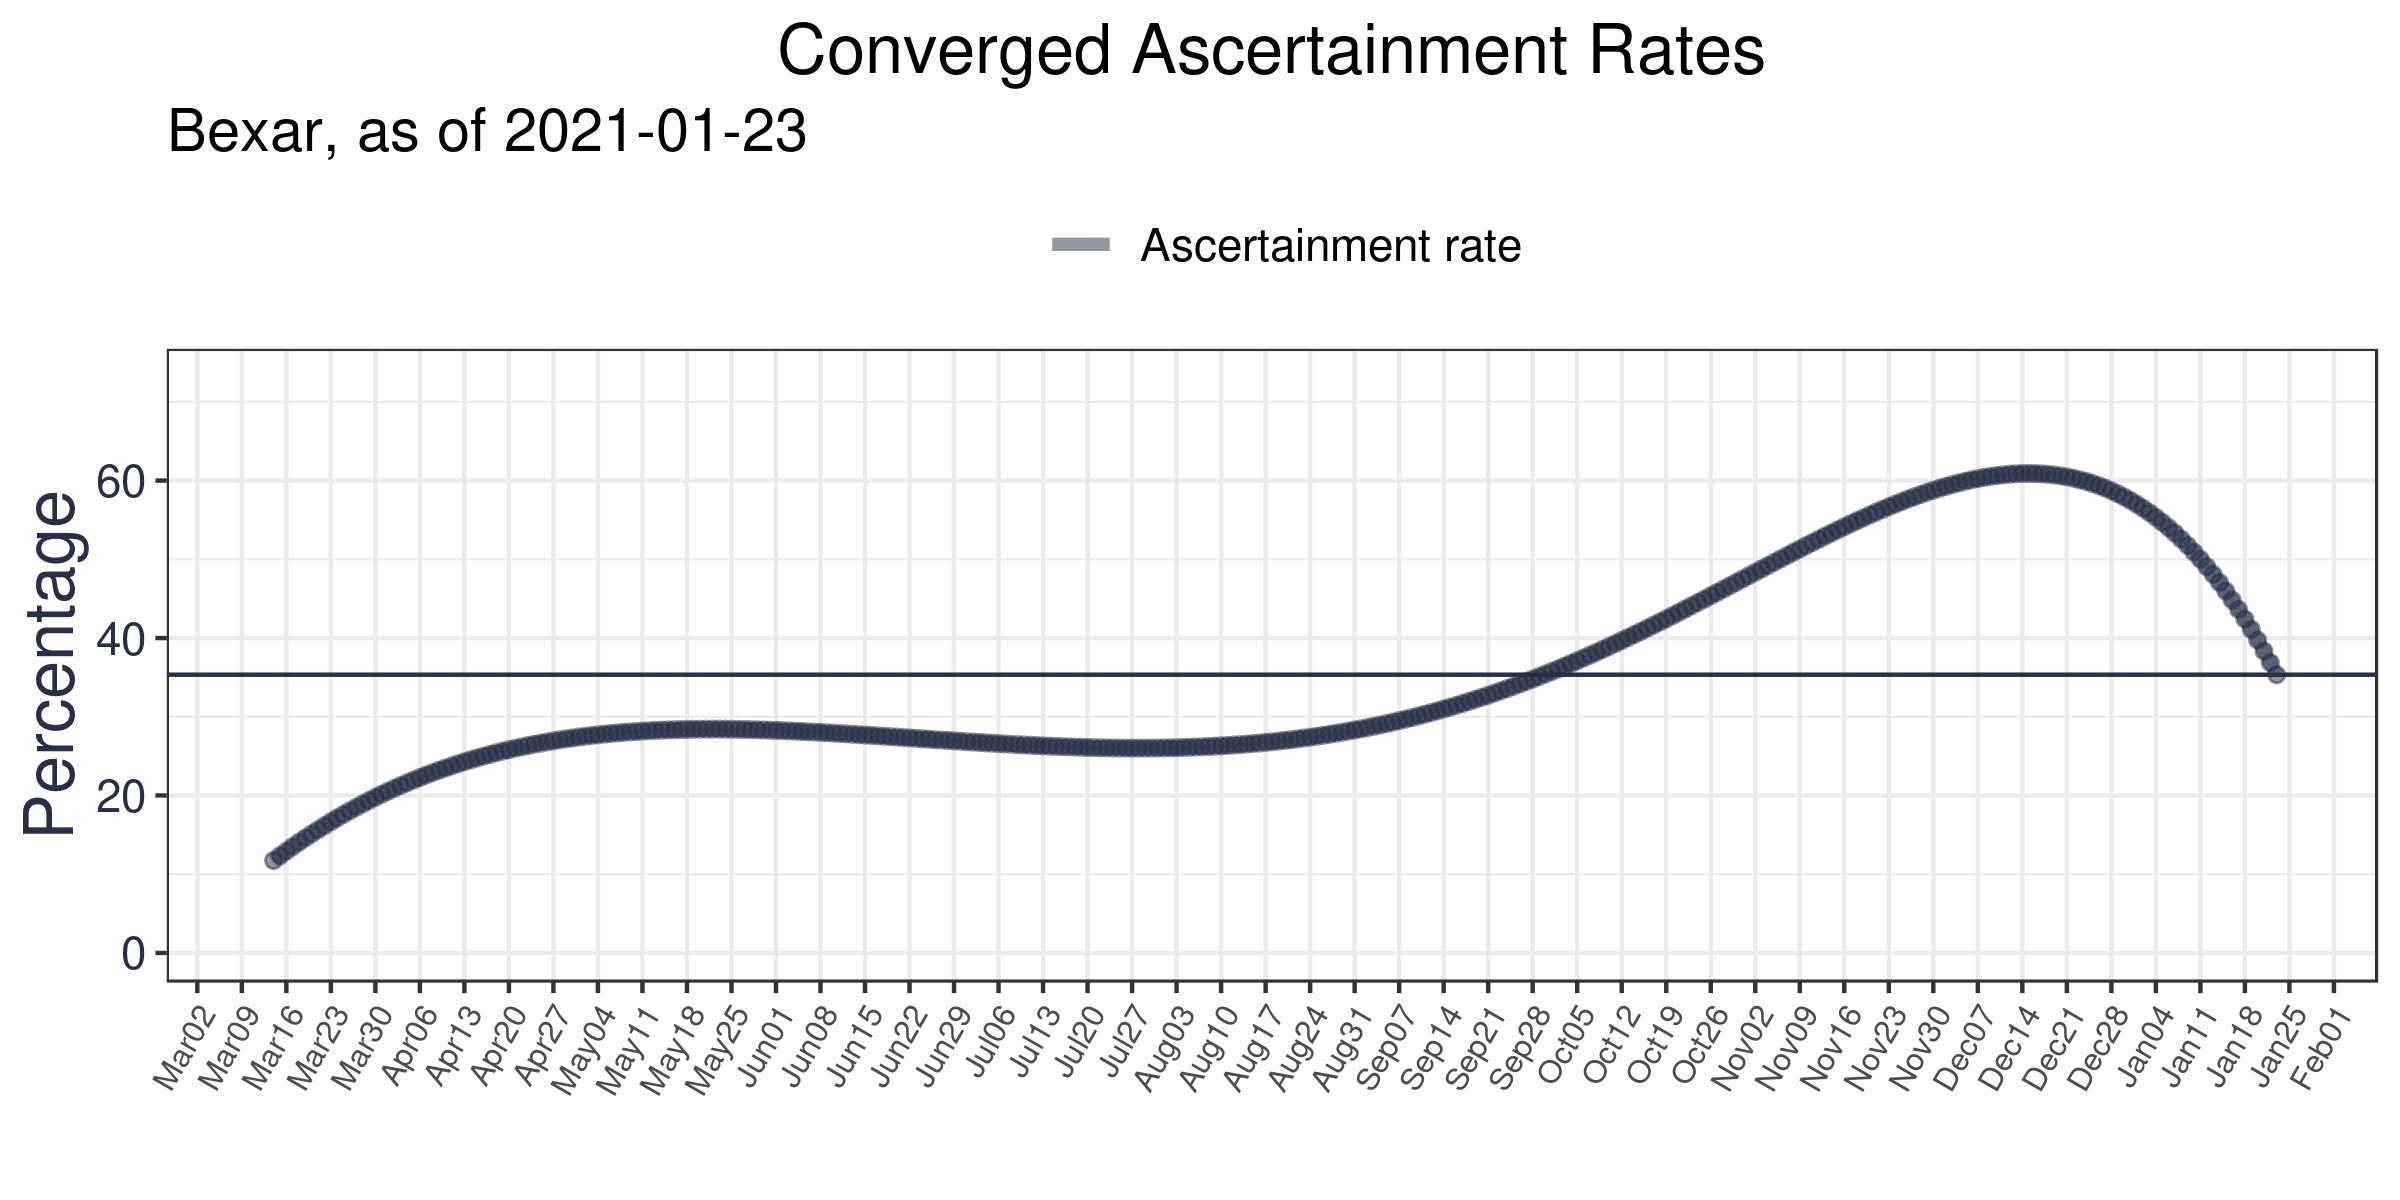 Converged Ascertainment Rates
Bexar, as of 2021-01-23
Ascertainment rate
Percentage
60
40
20
0
Mar02
Mar09
Mar16
Mar23
Mar30
Apr06
Apr13
Apr20
Apr27
May04
May11
May18
May25
Jun01
Jun08
Jun15
Jun22
Jun29
Jul06
Jul13
Jul20
Jul27
Aug03
Aug10
Aug17
Aug24
Aug31
Sep07
Sep14
Sep21
Sep28
Oct05
Oct12
Oct19
Oct26
Nov02
Nov09
Nov16
Nov23
Nov30
Dec07
Dec14
Dec21
Dec28
Jan04
Jan11
Jan18
Jan25
Feb01